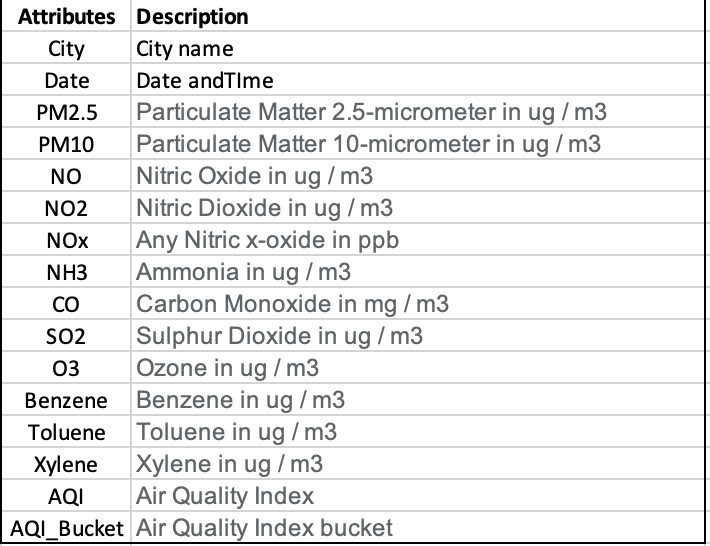 Attributes Description
City City name
Date Date andTIme
PM2.5 Particulate Matter 2.5-micrometer in ug / m3
PM10 Particulate Matter 10-micrometer in ug / m3
NO Nitric Oxide in ug / m3
NO2 Nitric Dioxide in ug / m3
NOx Any Nitric x-oxide in ppb
NH3 Ammonia in ug / m3
CO Carbon Monoxide in mg / m3
SO2 Sulphur Dioxide in ug / m3
O3 Ozone in ug / m3
Benzene Benzene in ug / m3
Toluene Toluene in ug / m3
Xylene Xylene in ug / m3
AQI Air Quality Index
AQI_Bucket Air Quality Index bucket